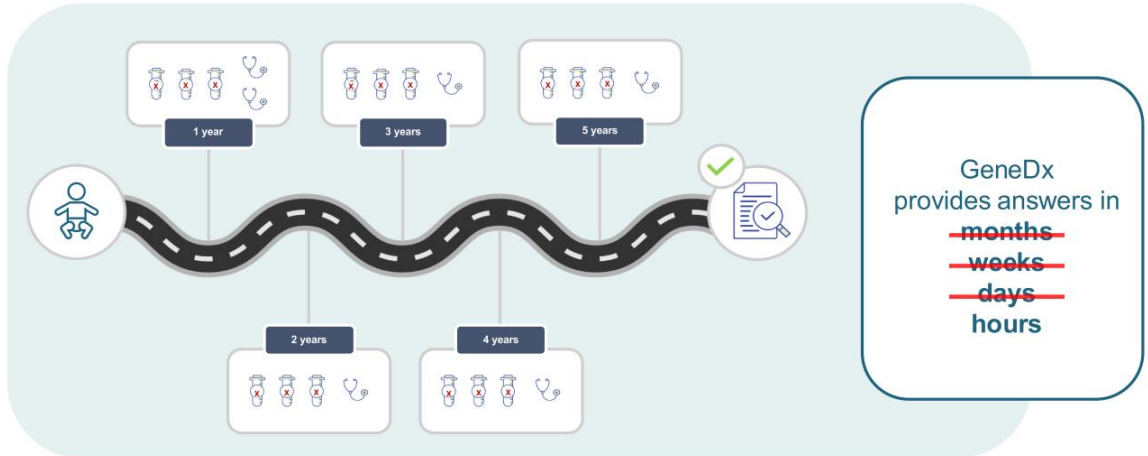 1 year
3 years
5 years
2 years
4 years
GeneDx
provides answers in
months
weeks
days
hours
x x x
x x x
x x x
x x x
x x x